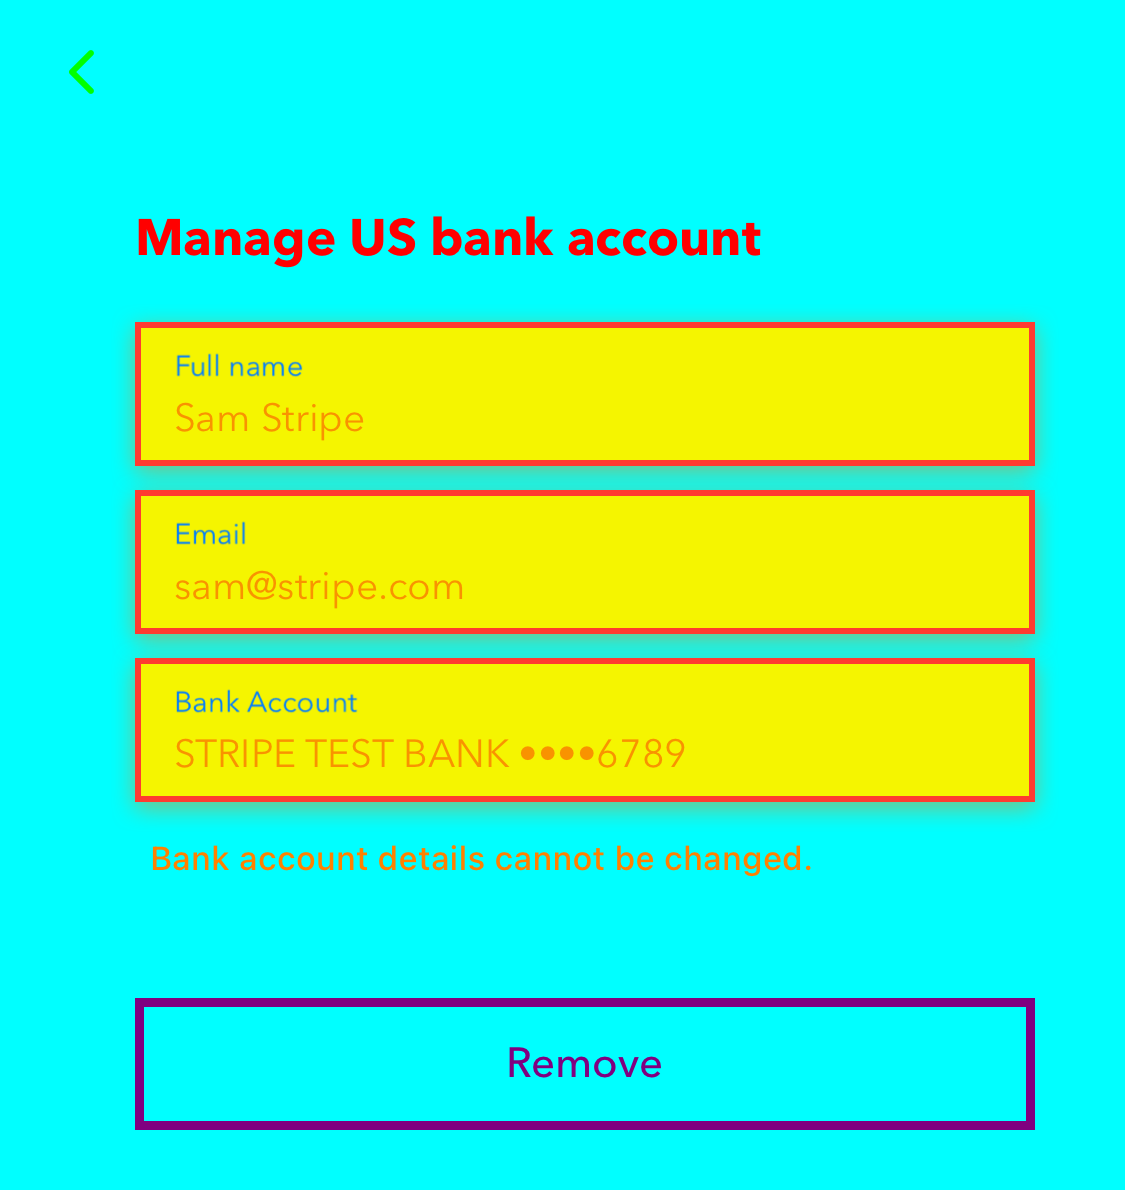 Manage US bank account
Full name
Sam Stripe
Email
sam@stripe.com
Bank Account
STRIPE TEST BANK ••••6789
Bank account details cannot be changed.
Remove